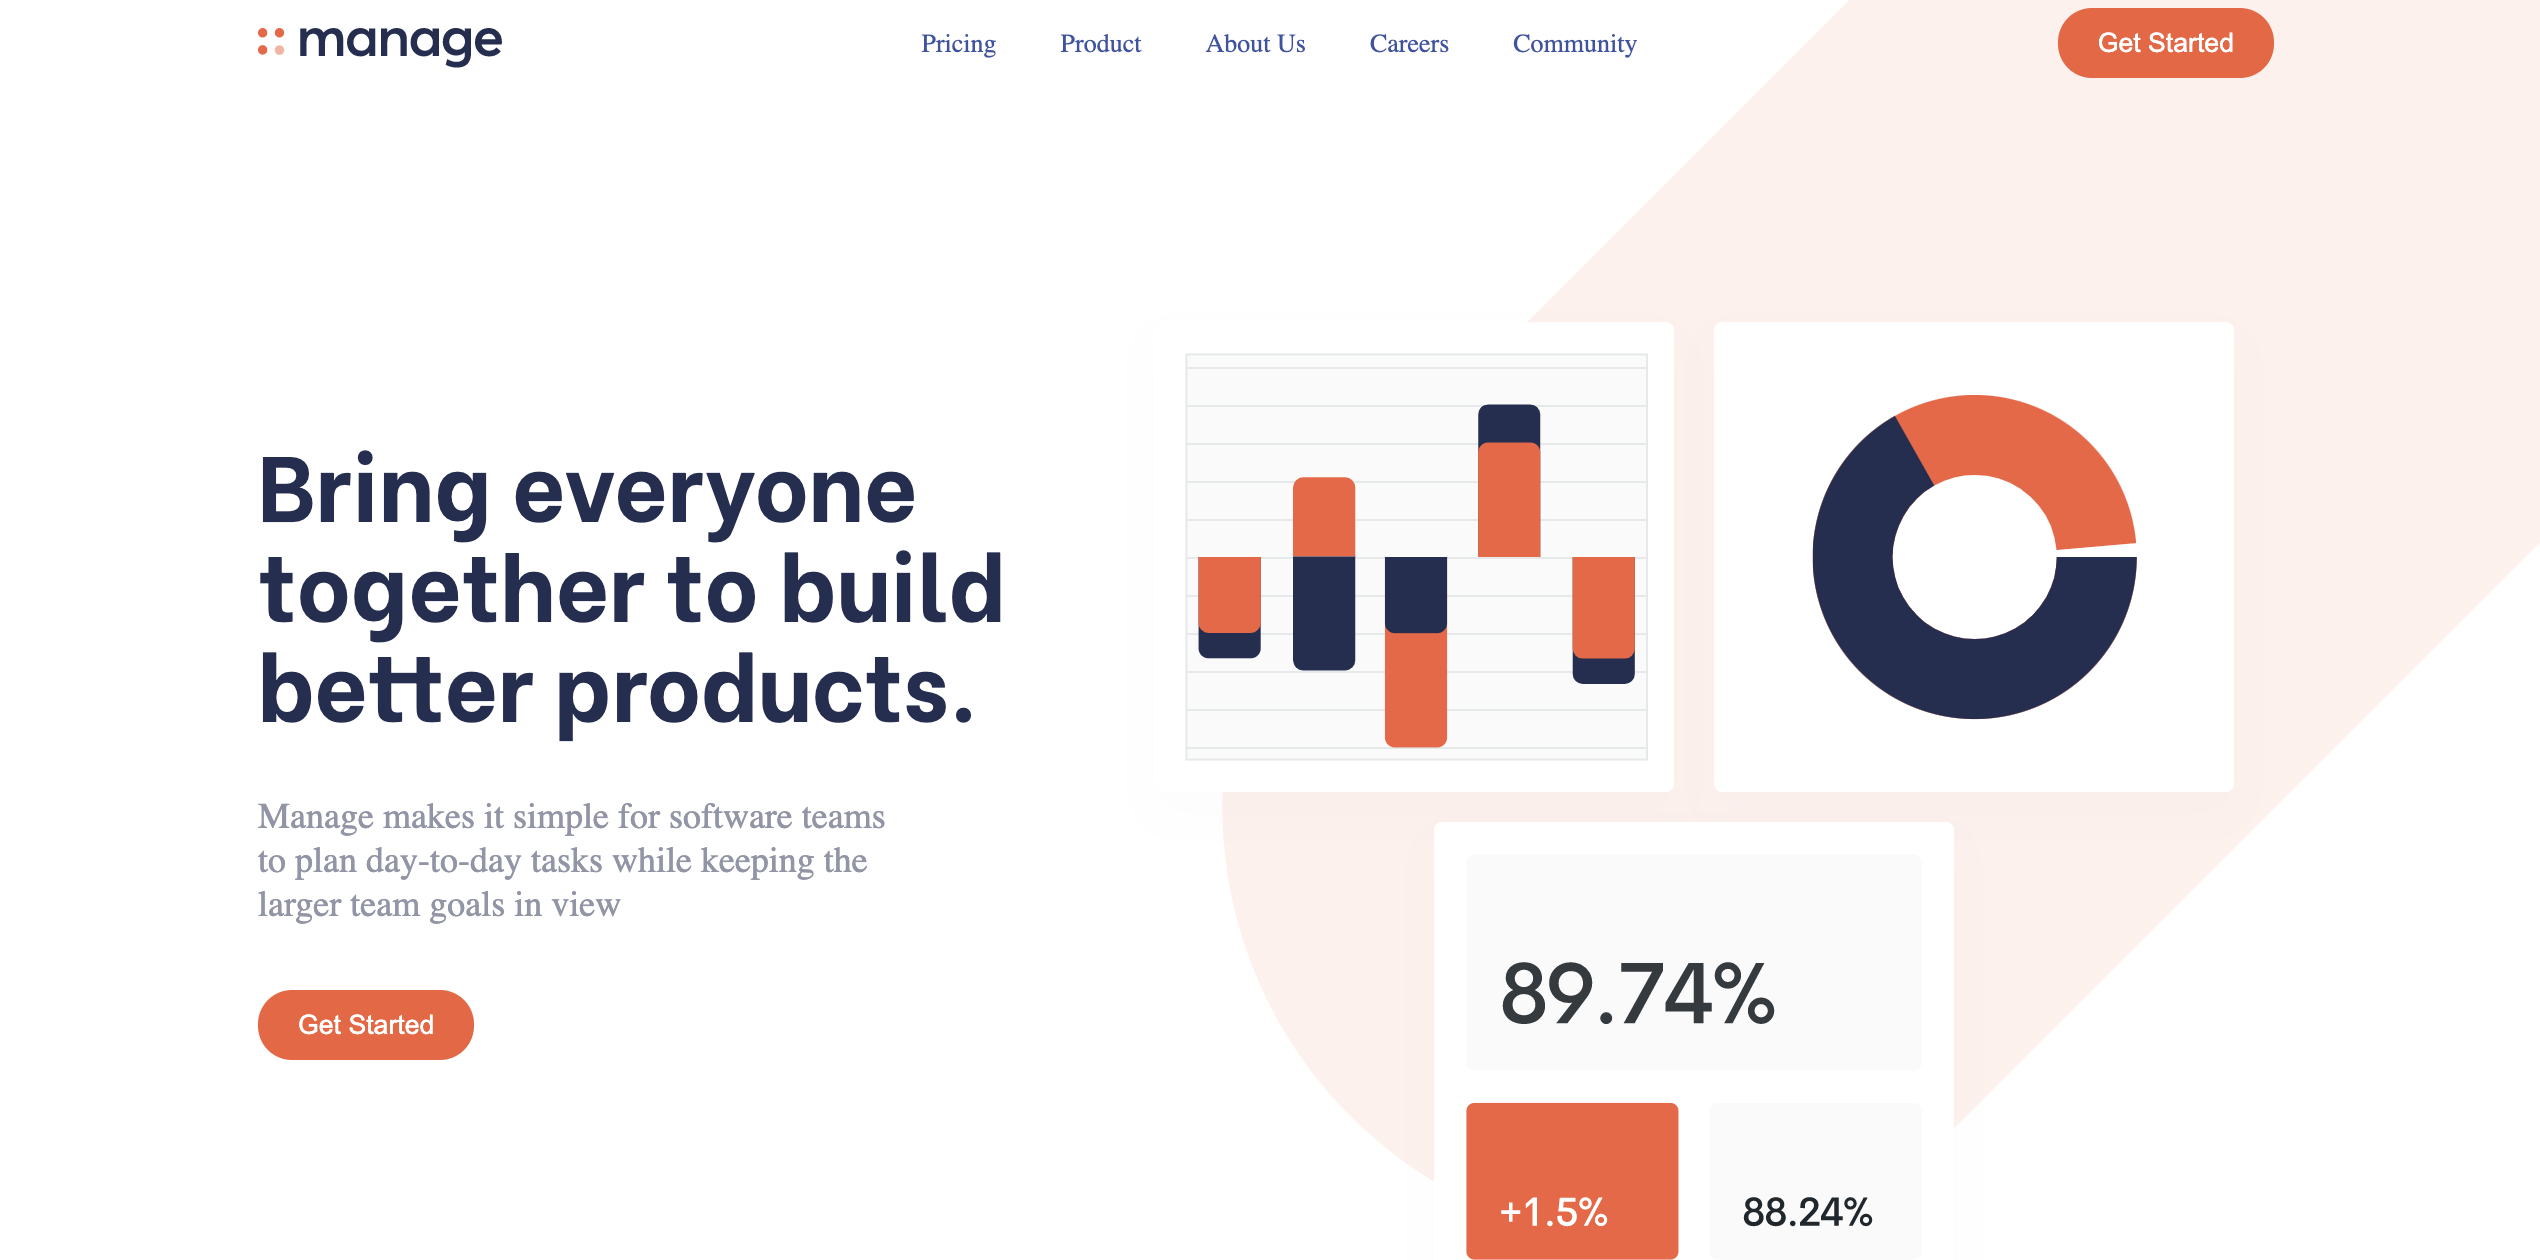 manage
Pricing Product About Us Careers Community
Get Started
Bring everyone
together to build
better products.
Manage makes it simple for software teams
to plan day-to-day tasks while keeping the
larger team goals in view
Get Started
89.74%
+1.5% 88.24%